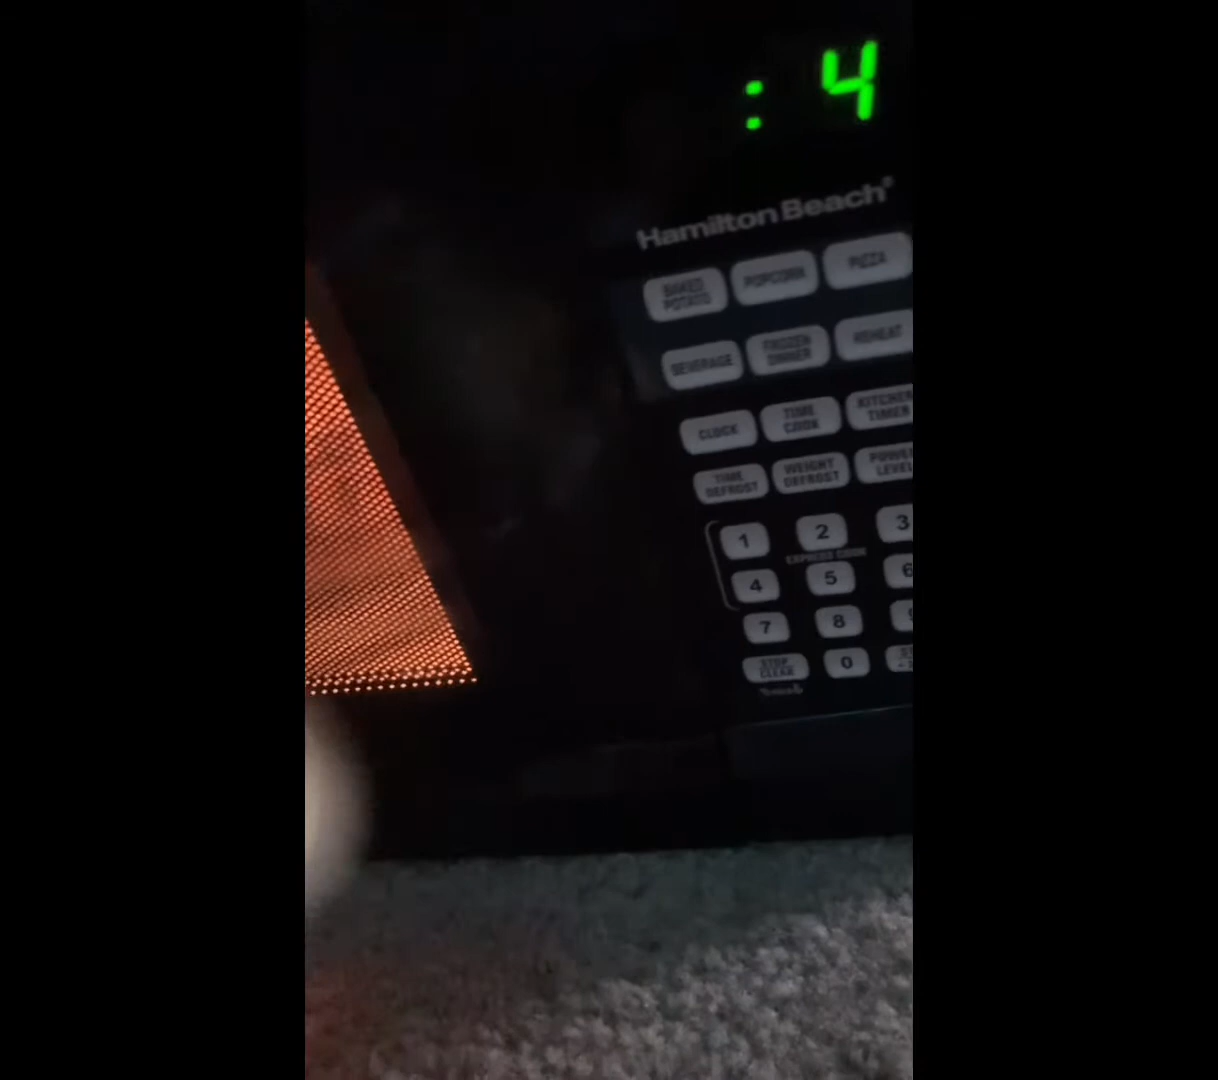 : 4
Hamilton Beach®
BAKED POTATO
POPCORN
PIZZA
BEVERAGE
FROZEN DINNER
REHEAT
CLOCK
TIME COOK
KITCHEN TIMER
TIME DEFROST
WEIGHT DEFROST
POWER LEVEL
1 2 3
EXPRESS COOK
4 5 6
7 8
STOP CLEAR
0